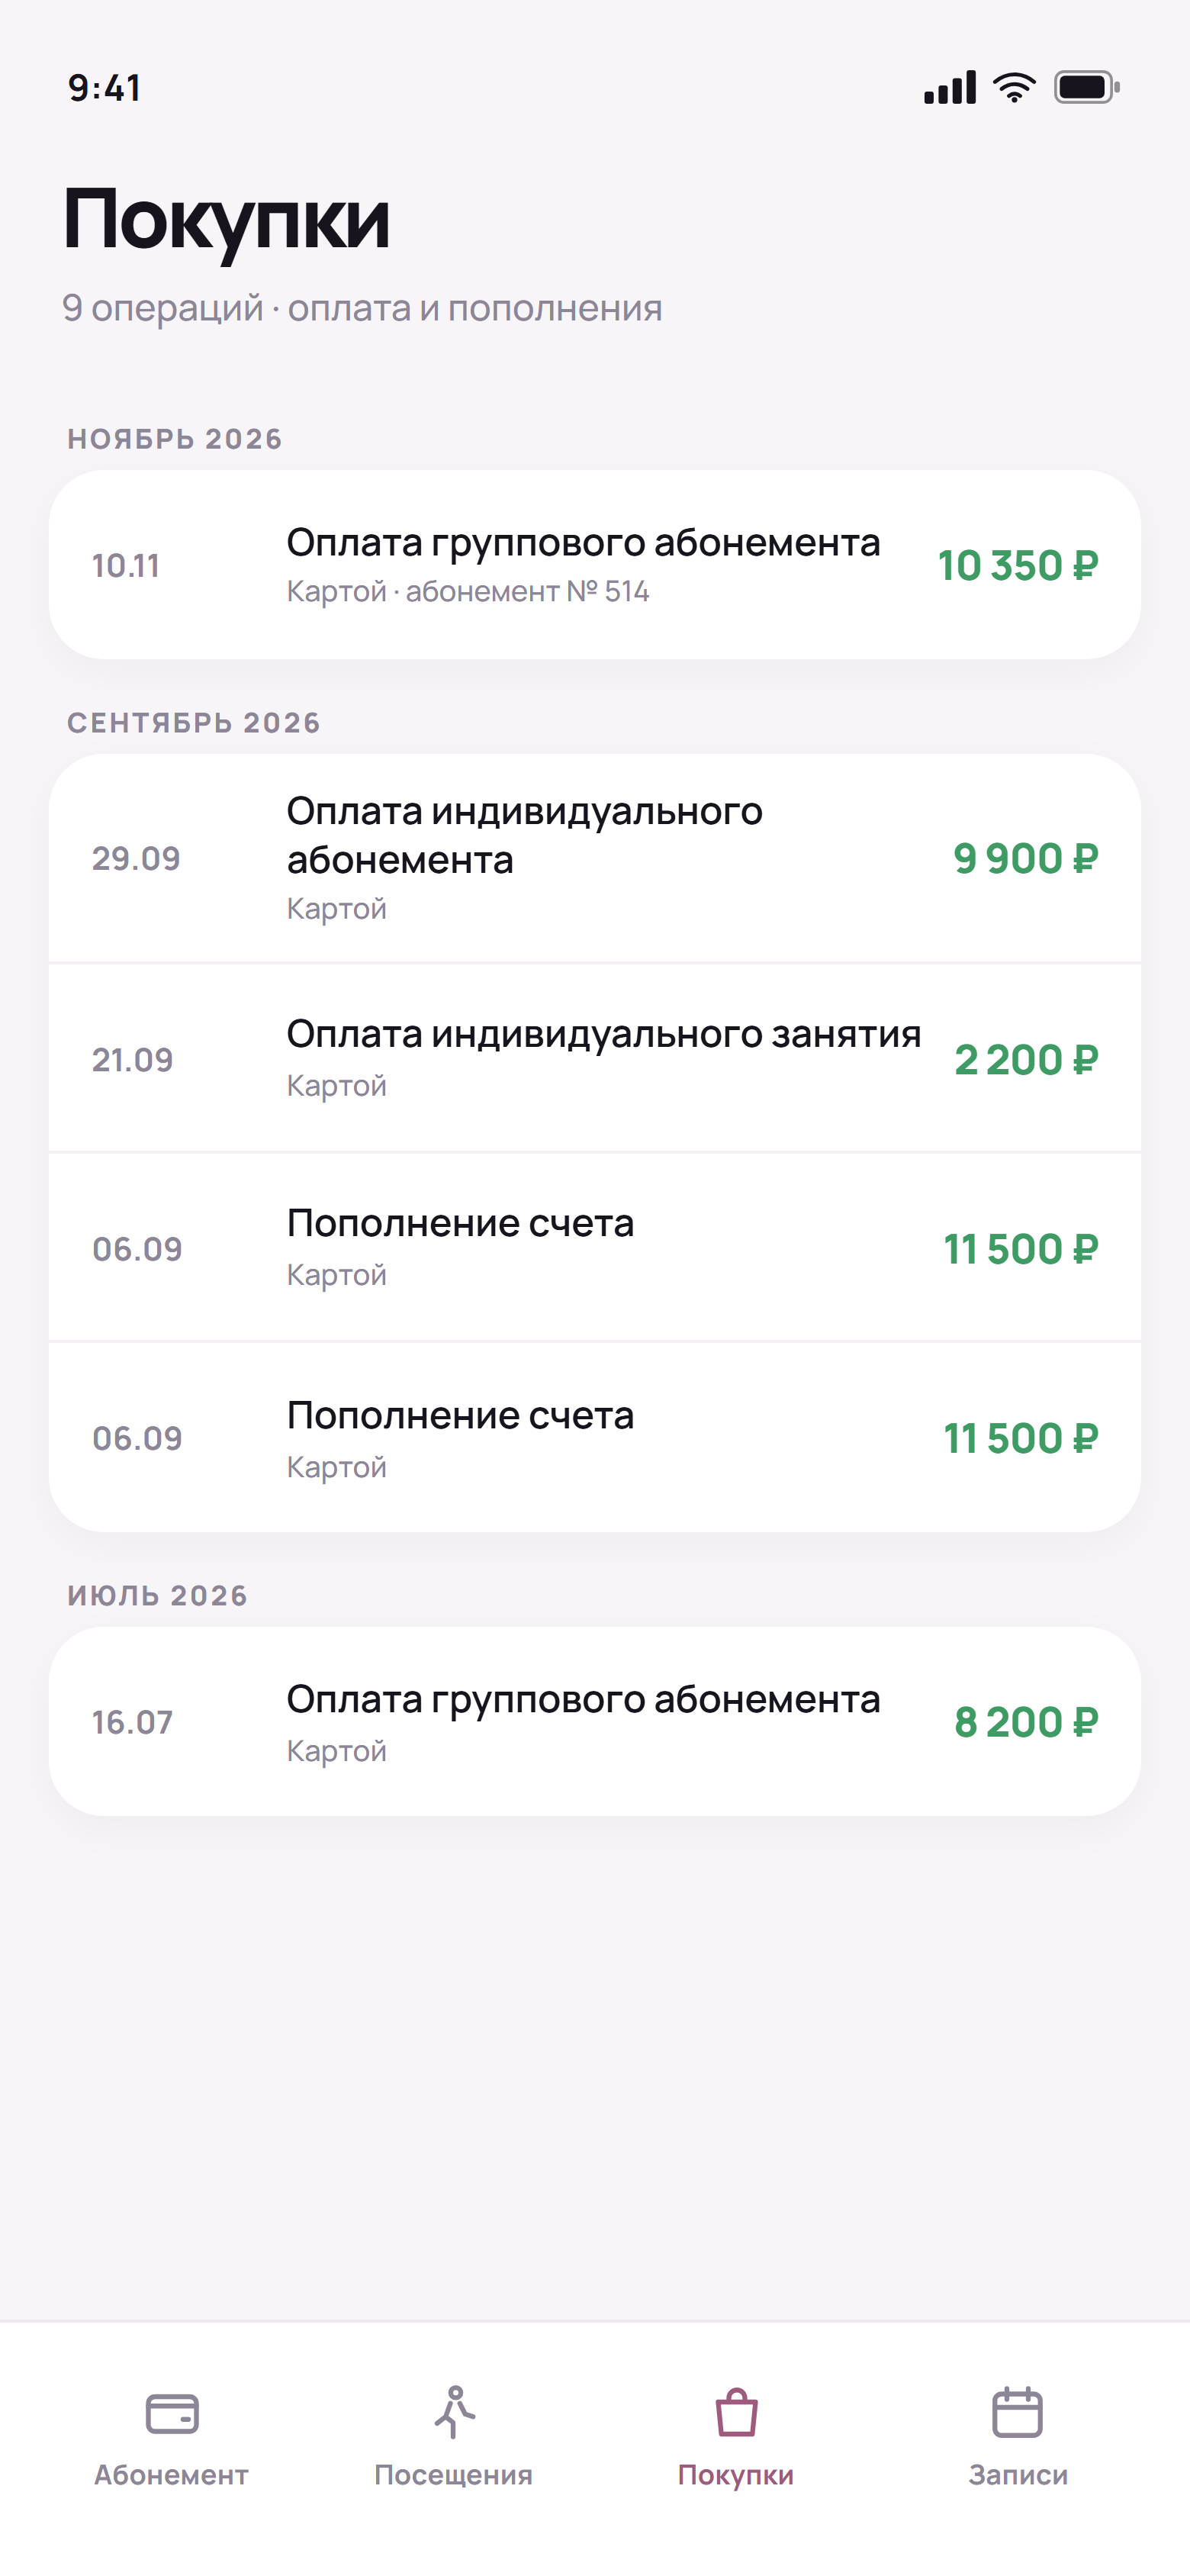 9:41
Покупки
9 операций · оплата и пополнения
НОЯБРЬ 2026
10.11
Оплата группового абонемента
Картой · абонемент № 514
10 350 ₽
СЕНТЯБРЬ 2026
29.09
Оплата индивидуального
абонемента
Картой
9 900 ₽
21.09
Оплата индивидуального занятия
Картой
2 200 ₽
06.09
Пополнение счета
Картой
11 500 ₽
06.09
Пополнение счета
Картой
11 500 ₽
ИЮЛЬ 2026
16.07
Оплата группового абонемента
Картой
8 200 ₽
Абонемент
Посещения
Покупки
Записи